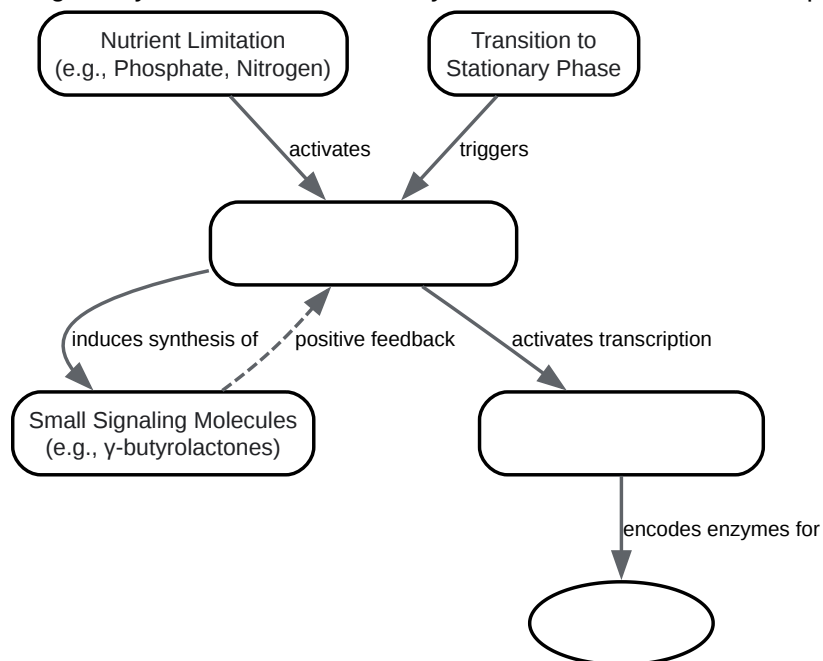 Nutrient Limitation
(e.g., Phosphate, Nitrogen)
Transition to
Stationary Phase
activates
triggers
induces synthesis of
positive feedback
activates transcription
Small Signaling Molecules
(e.g., γ-butyrolactones)
encodes enzymes for